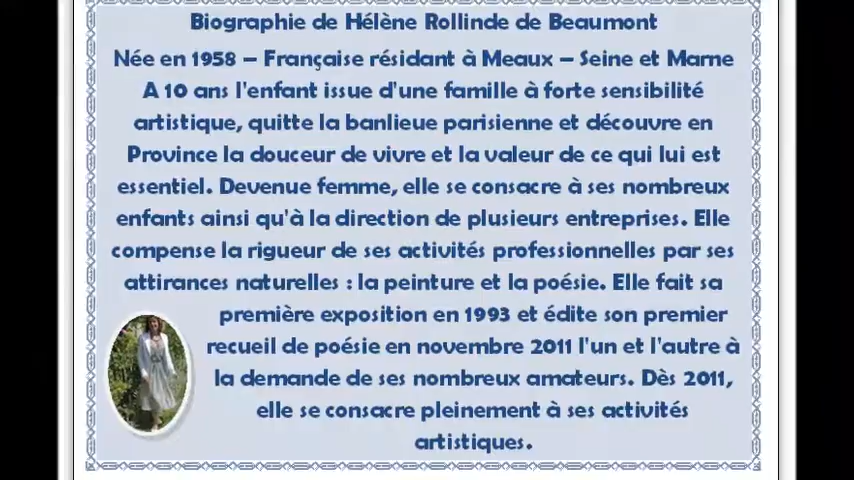 Biographie de Hélène Rollinde de Beaumont
Née en 1958 – Française résidant à Meaux – Seine et Marne
A 10 ans l'enfant issue d'une famille à forte sensibilité
artistique, quitte la banlieue parisienne et découvre en
Province la douceur de vivre et la valeur de ce qui lui est
essentiel. Devenue femme, elle se consacre à ses nombreux
enfants ainsi qu'à la direction de plusieurs entreprises. Elle
compense la rigueur de ses activités professionnelles par ses
attirances naturelles : la peinture et la poésie. Elle fait sa
première exposition en 1993 et édite son premier
recueil de poésie en novembre 2011 l'un et l'autre à
la demande de ses nombreux amateurs. Dès 2011,
elle se consacre pleinement à ses activités
artistiques.